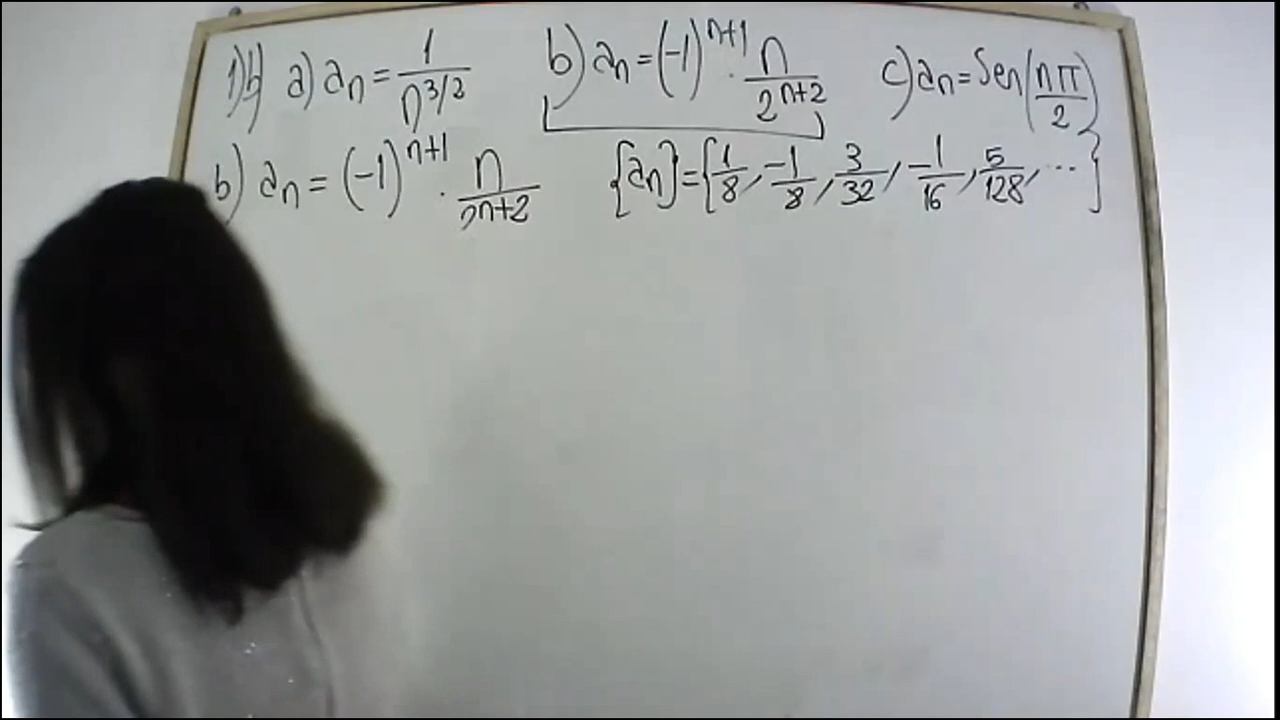 1)b) a) an = 1/n^3/2 b) an = (-1)^n+1 · n/2^n+2 c) an = Sen(nπ/2)
b) an = (-1)^n+1 · n/2^n+2 {an} = {1/8, -1/8, 3/32, -1/16, 5/128, ...}